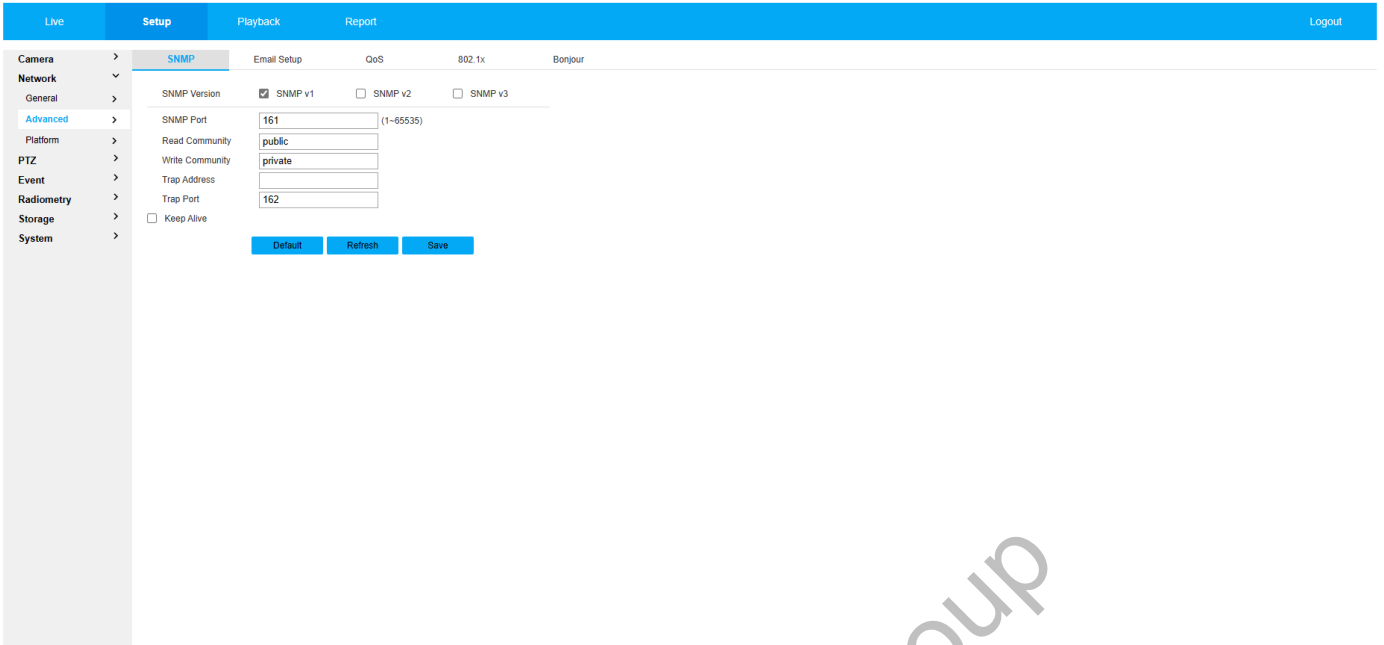 Live Setup Playback Report Logout
Camera
Network
General
Advanced
Platform
PTZ
Event
Radiometry
Storage
System
SNMP Email Setup QoS 802.1x Bonjour
SNMP Version SNMP v1 SNMP v2 SNMP v3
SNMP Port 161 (1~65535)
Read Community public
Write Community private
Trap Address
Trap Port 162
Keep Alive
Default Refresh Save
oup